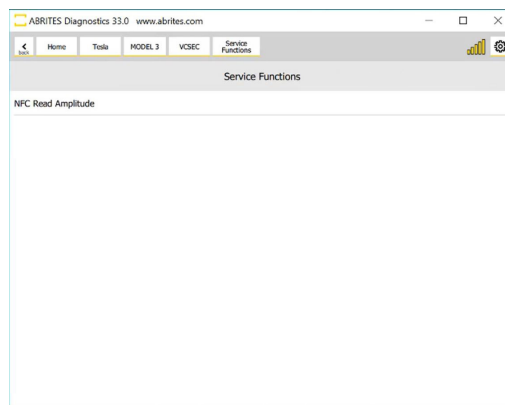 ABRITES Diagnostics 33.0 www.abrites.com
back Home Tesla MODEL 3 VCSEC Service Functions
Service Functions
NFC Read Amplitude